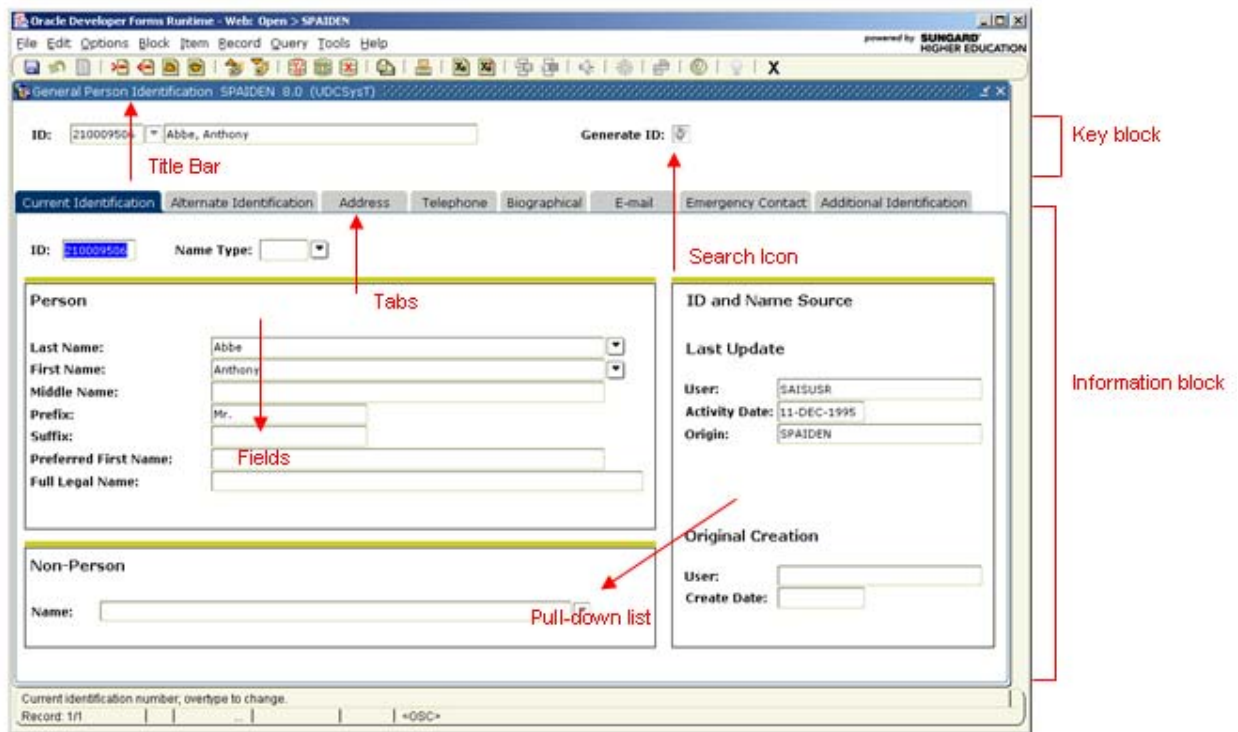 Oracle Developer Forms Runtime - Web: Open > SPAIDEN
File Edit Options Block Item Record Query Tools Help
powered by SUNGARD'
HIGHER EDUCATION
X
General Person Identification SPAIDEN 8.0 (UDCSysT)
ID: 210009506 Abbe, Anthony Generate ID:
Key block
Title Bar
Current Identification Alternate Identification Address Telephone Biographical E-mail Emergency Contact Additional Identification
ID: 210009506 Name Type:
Search Icon
Person Tabs ID and Name Source
Last Name: Abbe Last Update
First Name: Anthony
Middle Name: User: SAISUSR
Information block
Prefix: Mr. Activity Date: 11-DEC-1995
Suffix: Origin: SPAIDEN
Preferred First Name: Fields
Full Legal Name:
Original Creation
Non-Person
User:
Create Date:
Name: Pull-down list
Current identification number; overtype to change.
Record: 1/1 ... <OSC>